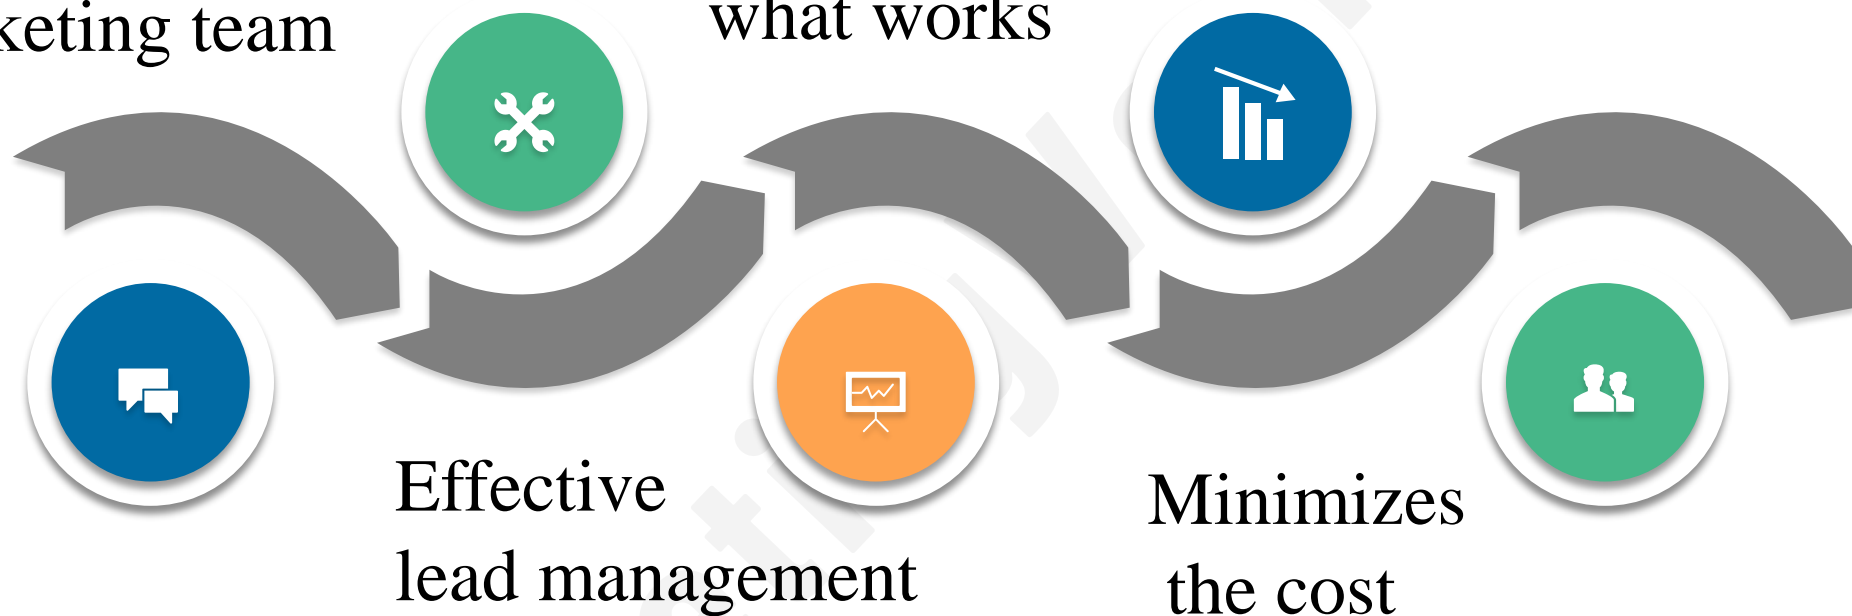 keting team
what works
Effective
lead management
Minimizes
the cost